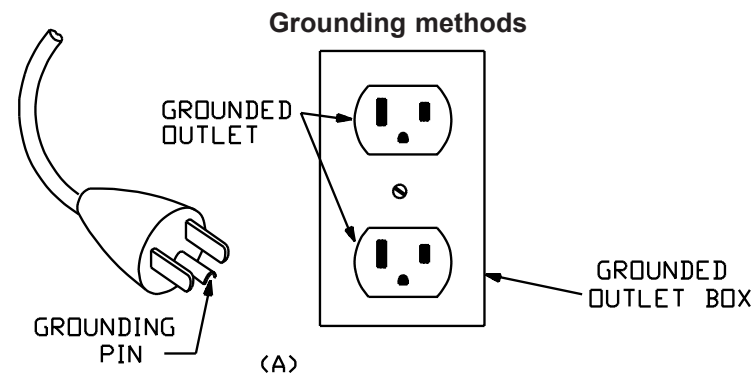 Grounding methods
GROUNDED
OUTLET
GROUNDED
OUTLET BOX
GROUNDING
PIN
(A)